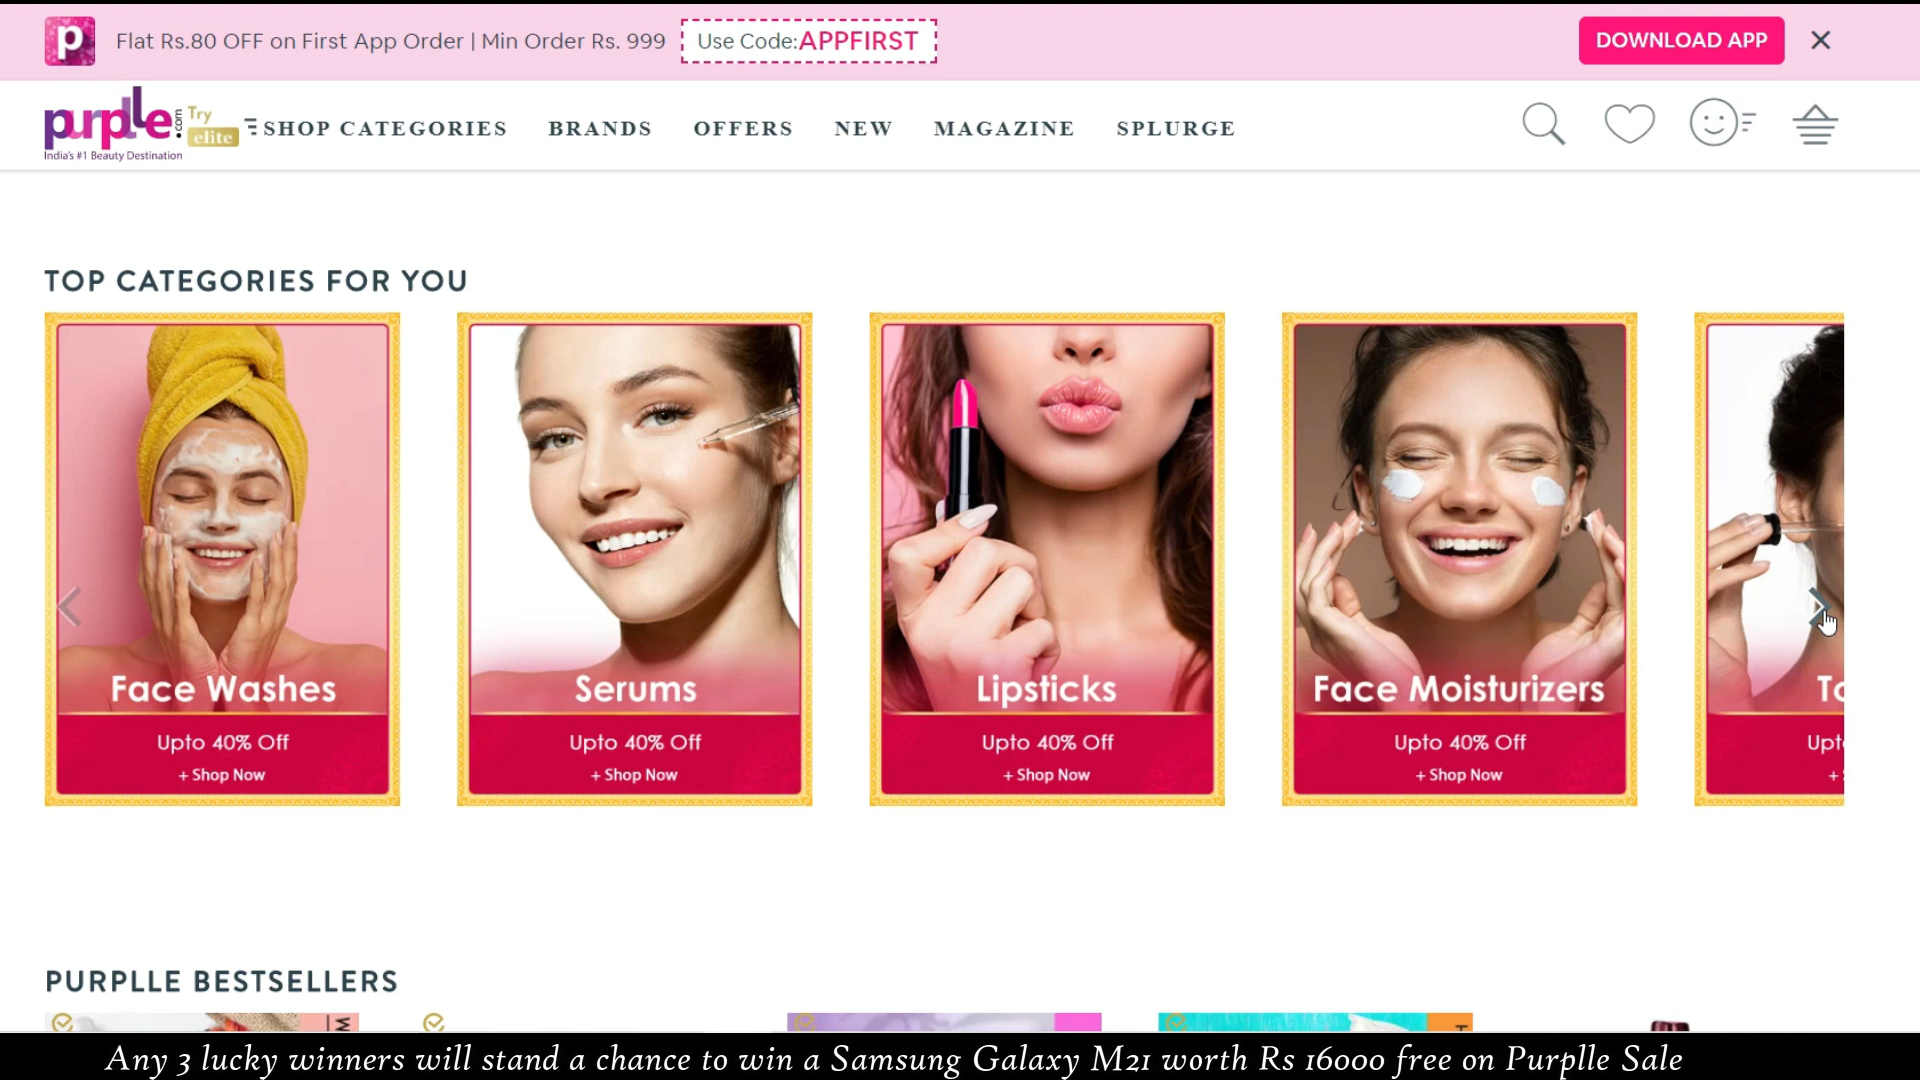 Flat Rs.80 OFF on First App Order | Min Order Rs. 999
Use Code:APPFIRST
DOWNLOAD APP
purplle.com
India's #1 Beauty Destination
Try
elite
SHOP CATEGORIES
BRANDS
OFFERS
NEW
MAGAZINE
SPLURGE
TOP CATEGORIES FOR YOU
Face Washes
Upto 40% Off
+ Shop Now
Serums
Upto 40% Off
+ Shop Now
Lipsticks
Upto 40% Off
+ Shop Now
Face Moisturizers
Upto 40% Off
+ Shop Now
PURPLLE BESTSELLERS
Any 3 lucky winners will stand a chance to win a Samsung Galaxy M21 worth Rs 16000 free on Purplle Sale